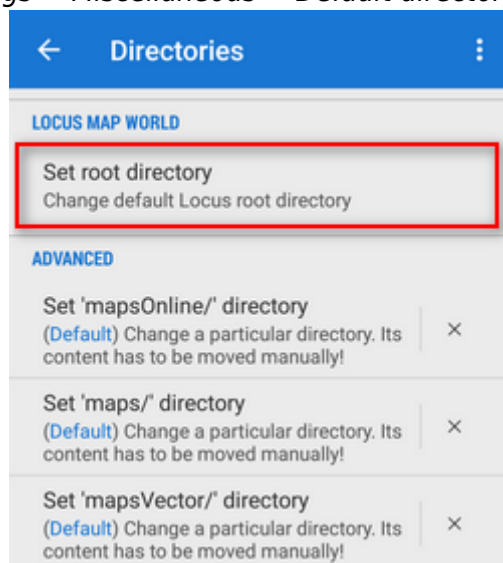 Miscellaneous
Directories
LOCUS MAP WORLD
Set root directory
Change default Locus root directory
ADVANCED
Set 'mapsOnline/' directory
(Default) Change a particular directory. Its
content has to be moved manually!
Set 'maps/' directory
(Default) Change a particular directory. Its
content has to be moved manually!
Set 'mapsVector/' directory
(Default) Change a particular directory. Its
content has to be moved manually!